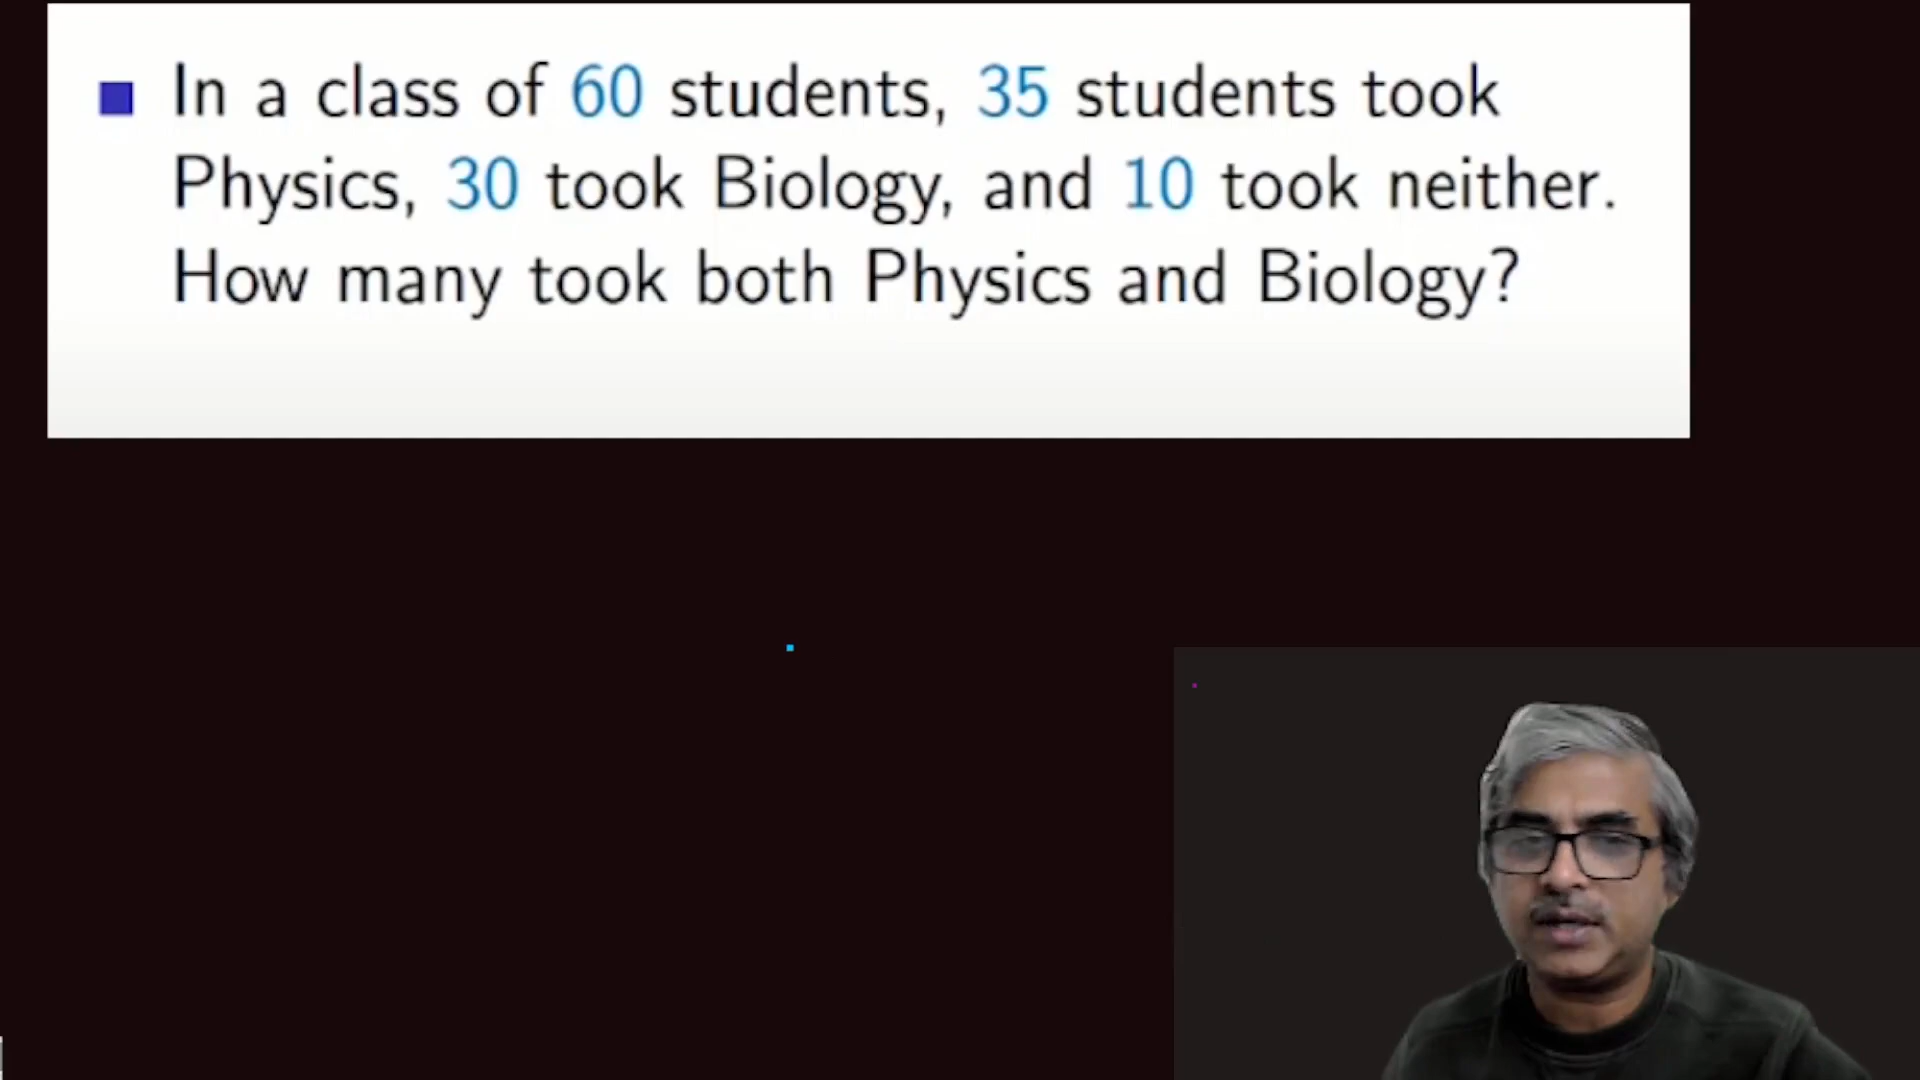 In a class of 60 students, 35 students took
Physics, 30 took Biology, and 10 took neither.
How many took both Physics and Biology?